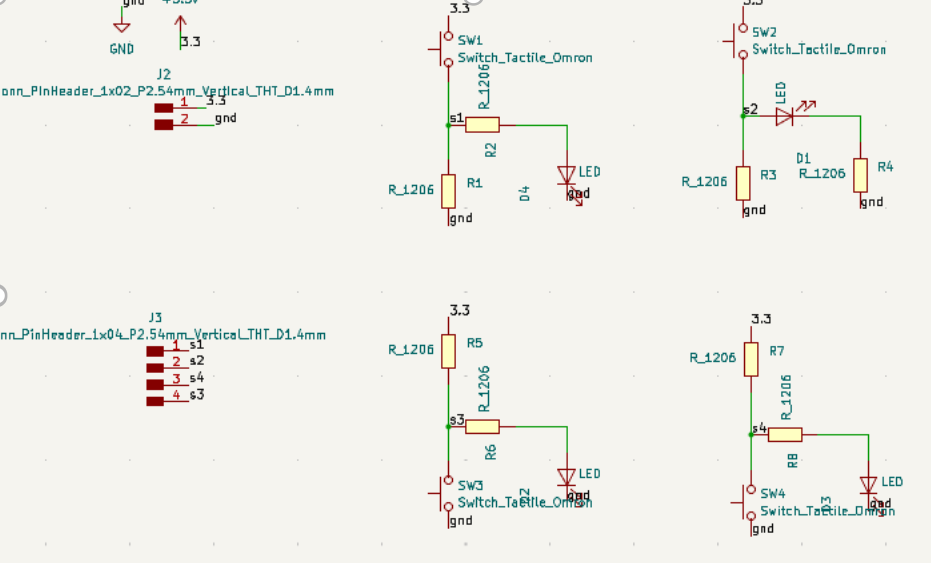 gnd
+3.3V
3.3
GND
J2
onn_PinHeader_1x02_P2.54mm_Vertical_THT_D1.4mm
1
3.3
2
gnd
3.3
SW1
Switch_Tactile_Omron
R_1206
s1
R2
R_1206
R1
LED
gnd
D4
gnd
3.3
SW2
Switch_Tactile_Omron
LED
s2
D1
R_1206
R3
R_1206
R4
gnd
gnd
J3
nn_PinHeader_1x04_P2.54mm_Vertical_THT_D1.4mm
1
s1
2
s2
3
s4
4
s3
3.3
R_1206
R5
R_1206
s3
R6
LED
gnd
D2
SW3
Switch_Tactile_Omron
gnd
3.3
R_1206
R7
R_1206
s4
R8
LED
gnd
D3
SW4
Switch_Tactile_Omron
gnd